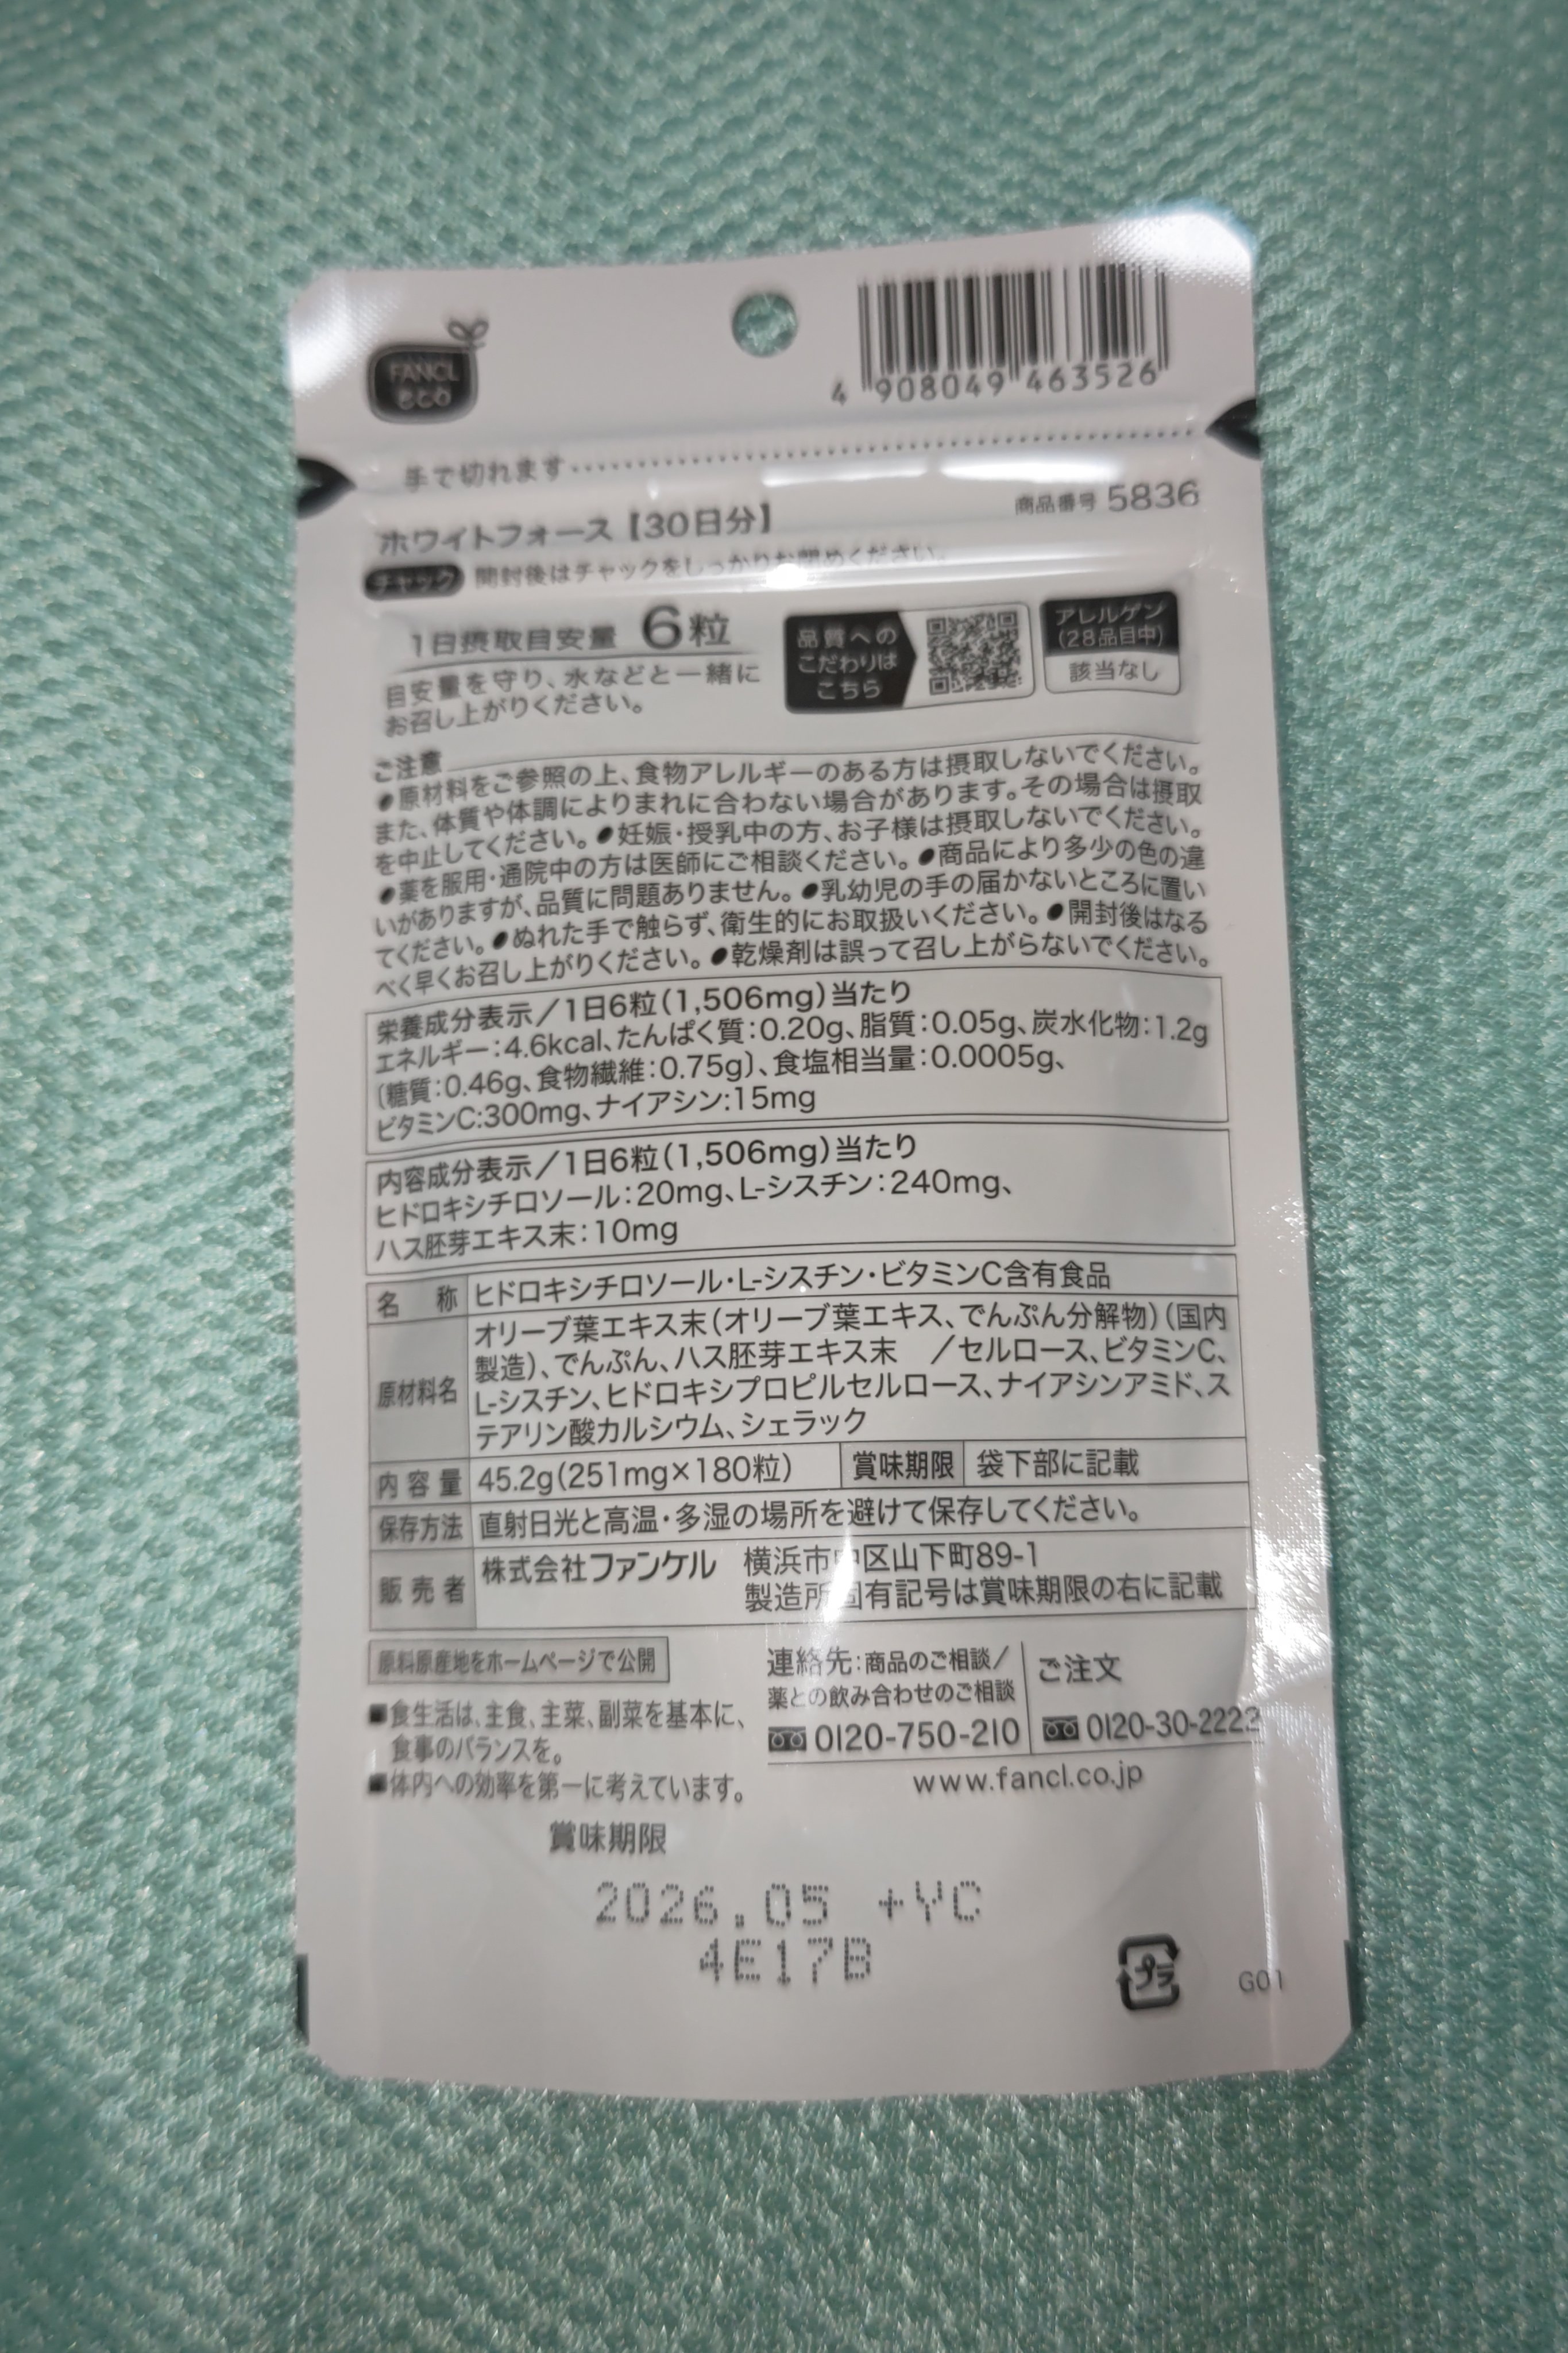 FANCL
eco
4 908049 463526
手で切れます
ホワイトフォース【30日分】
商品番号 5836
チャック 開封後はチャックをしっかりお閉めください。
1日摂取目安量 6粒
目安量を守り、水などと一緒に
お召し上がりください。
品質への
こだわりは
こちら
アレルゲン
(28品目中)
該当なし
ご注意
●原材料をご参照の上、食物アレルギーのある方は摂取しないでください。
また、体質や体調によりまれに合わない場合があります。その場合は摂取
を中止してください。●妊娠・授乳中の方、お子様は摂取しないでください。
●薬を服用・通院中の方は医師にご相談ください。●商品により多少の色の違
いがありますが、品質に問題ありません。●乳幼児の手の届かないところに置い
てください。●ぬれた手で触らず、衛生的にお取扱いください。●開封後はなる
べく早くお召し上がりください。●乾燥剤は誤って召し上がらないでください。
栄養成分表示/1日6粒(1,506mg)当たり
エネルギー:4.6kcal、たんぱく質:0.20g、脂質:0.05g、炭水化物:1.2g
〔糖質:0.46g、食物繊維:0.75g〕、食塩相当量:0.0005g、
ビタミンC:300mg、ナイアシン:15mg
内容成分表示/1日6粒(1,506mg)当たり
ヒドロキシチロソール:20mg、L-シスチン:240mg、
ハス胚芽エキス末:10mg
名称 ヒドロキシチロソール・L-シスチン・ビタミンC含有食品
原材料名 オリーブ葉エキス末(オリーブ葉エキス、でんぷん分解物)(国内
製造)、でんぷん、ハス胚芽エキス末 /セルロース、ビタミンC、
L-シスチン、ヒドロキシプロピルセルロース、ナイアシンアミド、ス
テアリン酸カルシウム、シェラック
内容量 45.2g(251mg×180粒) 賞味期限 袋下部に記載
保存方法 直射日光と高温・多湿の場所を避けて保存してください。
販売者 株式会社ファンケル 横浜市中区山下町89-1
製造所固有記号は賞味期限の右に記載
原料原産地をホームページで公開
■食生活は、主食、主菜、副菜を基本に、
食事のバランスを。
■体内への効率を第一に考えています。
連絡先:商品のご相談/
薬との飲み合わせのご相談
0120-750-210
ご注文
0120-30-2222
www.fancl.co.jp
賞味期限
2026.05 +YC
4E17B
プラ
G01